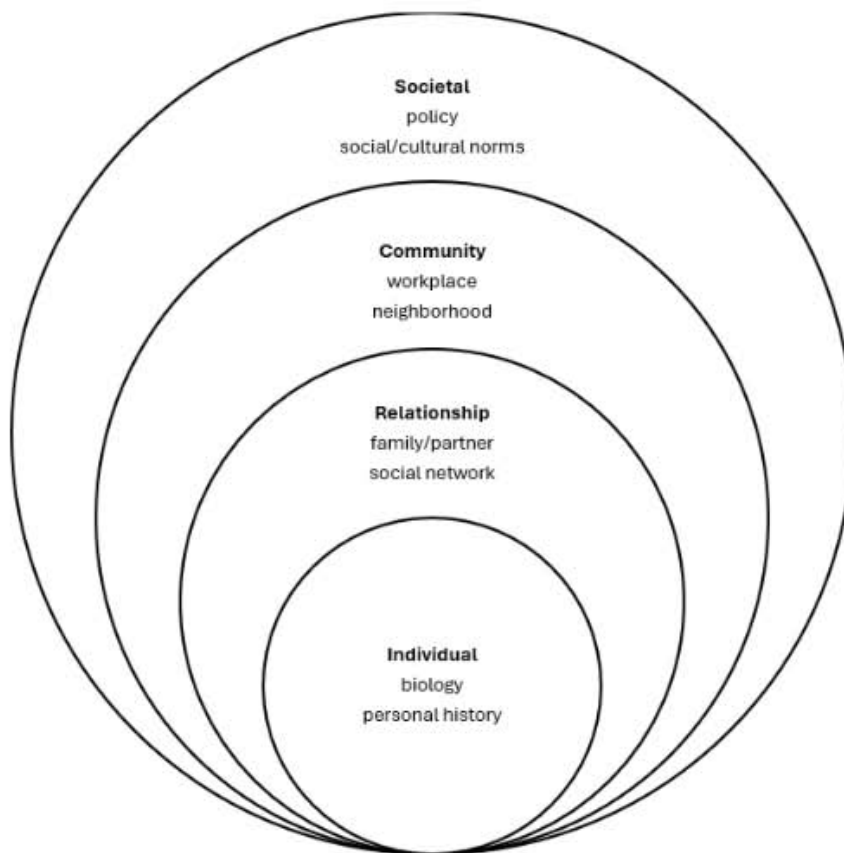 Societal
policy
social/cultural norms
Community
workplace
neighborhood
Relationship
family/partner
social network
Individual
biology
personal history